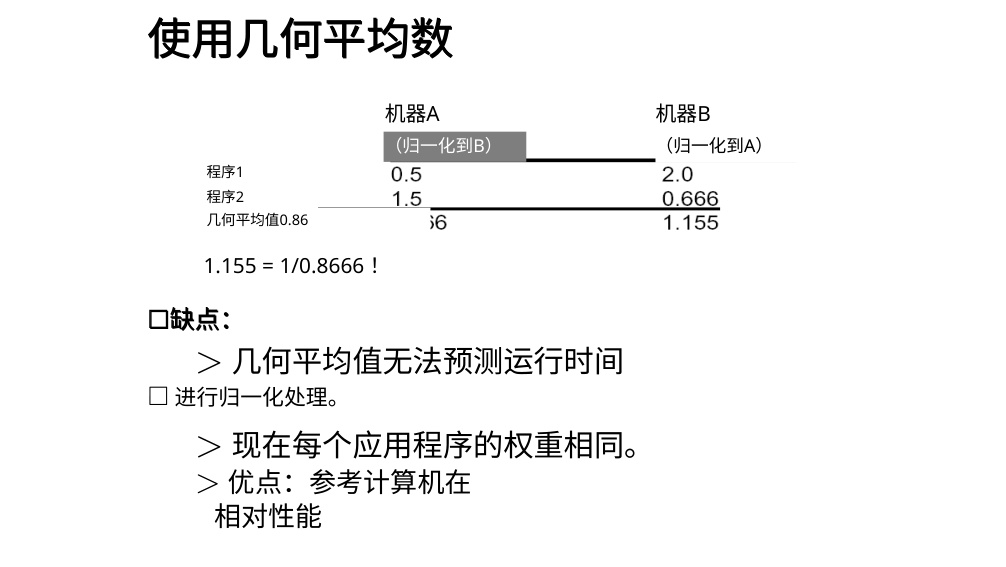 使用几何平均数
机器A 机器B
（归一化到B） （归一化到A）
程序1 0.5 2.0
程序2 1.5 0.666
几何平均值0.86 66 1.155
1.155 = 1/0.8666！
☐缺点：
＞ 几何平均值无法预测运行时间
☐ 进行归一化处理。
＞ 现在每个应用程序的权重相同。
＞ 优点：参考计算机在
相对性能